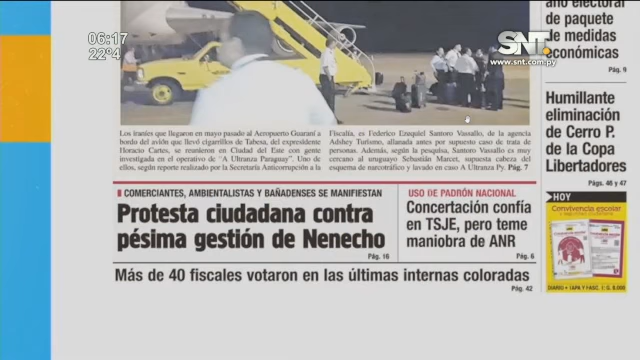 06:17
22°4
SNT.
www.snt.com.py
año electoral
de paquete
de medidas
económicas
Pág. 9
Los iraníes que llegaron en mayo pasado al Aeropuerto Guaraní a
bordo del avión que llevó cigarrillos de Tabesa, del expresidente
Horacio Cartes, se reunieron en Ciudad del Este con gente
investigada en el operativo de "A Ultranza Paraguay". Uno de
ellos, según reporte realizado por la Secretaría Anticorrupción a la
Fiscalía, es Federico Ezequiel Santoro Vassallo, de la agencia
Adshey Turismo, allanada antes por supuesto caso de trata de
personas. Además, según la pesquisa, Santoro Vassallo es muy
cercano al uruguayo Sebastián Marcet, supuesta cabeza del
esquema de narcotráfico y lavado en caso A Ultranza Py. Pág. 7
Humillante
eliminación
de Cerro P.
de la Copa
Libertadores
Págs. 46 y 47
COMERCIANTES, AMBIENTALISTAS Y BAÑADENSES SE MANIFIESTAN
Protesta ciudadana contra
pésima gestión de Nenecho
Pág. 16
USO DE PADRÓN NACIONAL
Concertación confía
en TSJE, pero teme
maniobra de ANR
Pág. 6
Más de 40 fiscales votaron en las últimas internas coloradas
Pág. 42
HOY
Convivencia escolar
DIARIO + TAPA Y FASC. 1: G. 8.000